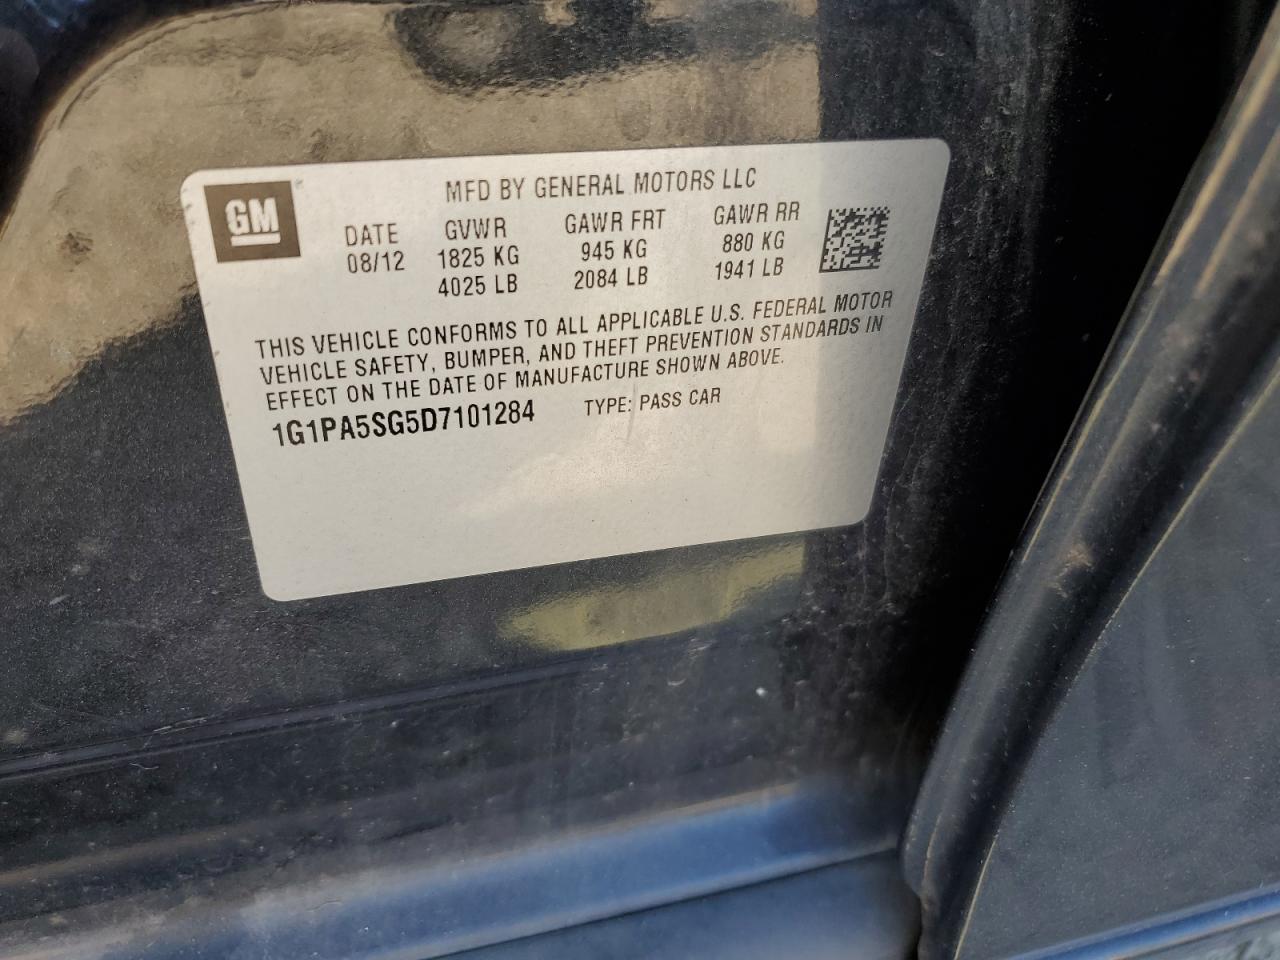 GM
MFD BY GENERAL MOTORS LLC
DATE GVWR GAWR FRT GAWR RR
08/12 1825 KG 945 KG 880 KG
4025 LB 2084 LB 1941 LB
THIS VEHICLE CONFORMS TO ALL APPLICABLE U.S. FEDERAL MOTOR
VEHICLE SAFETY, BUMPER, AND THEFT PREVENTION STANDARDS IN
EFFECT ON THE DATE OF MANUFACTURE SHOWN ABOVE.
1G1PA5SG5D7101284 TYPE: PASS CAR